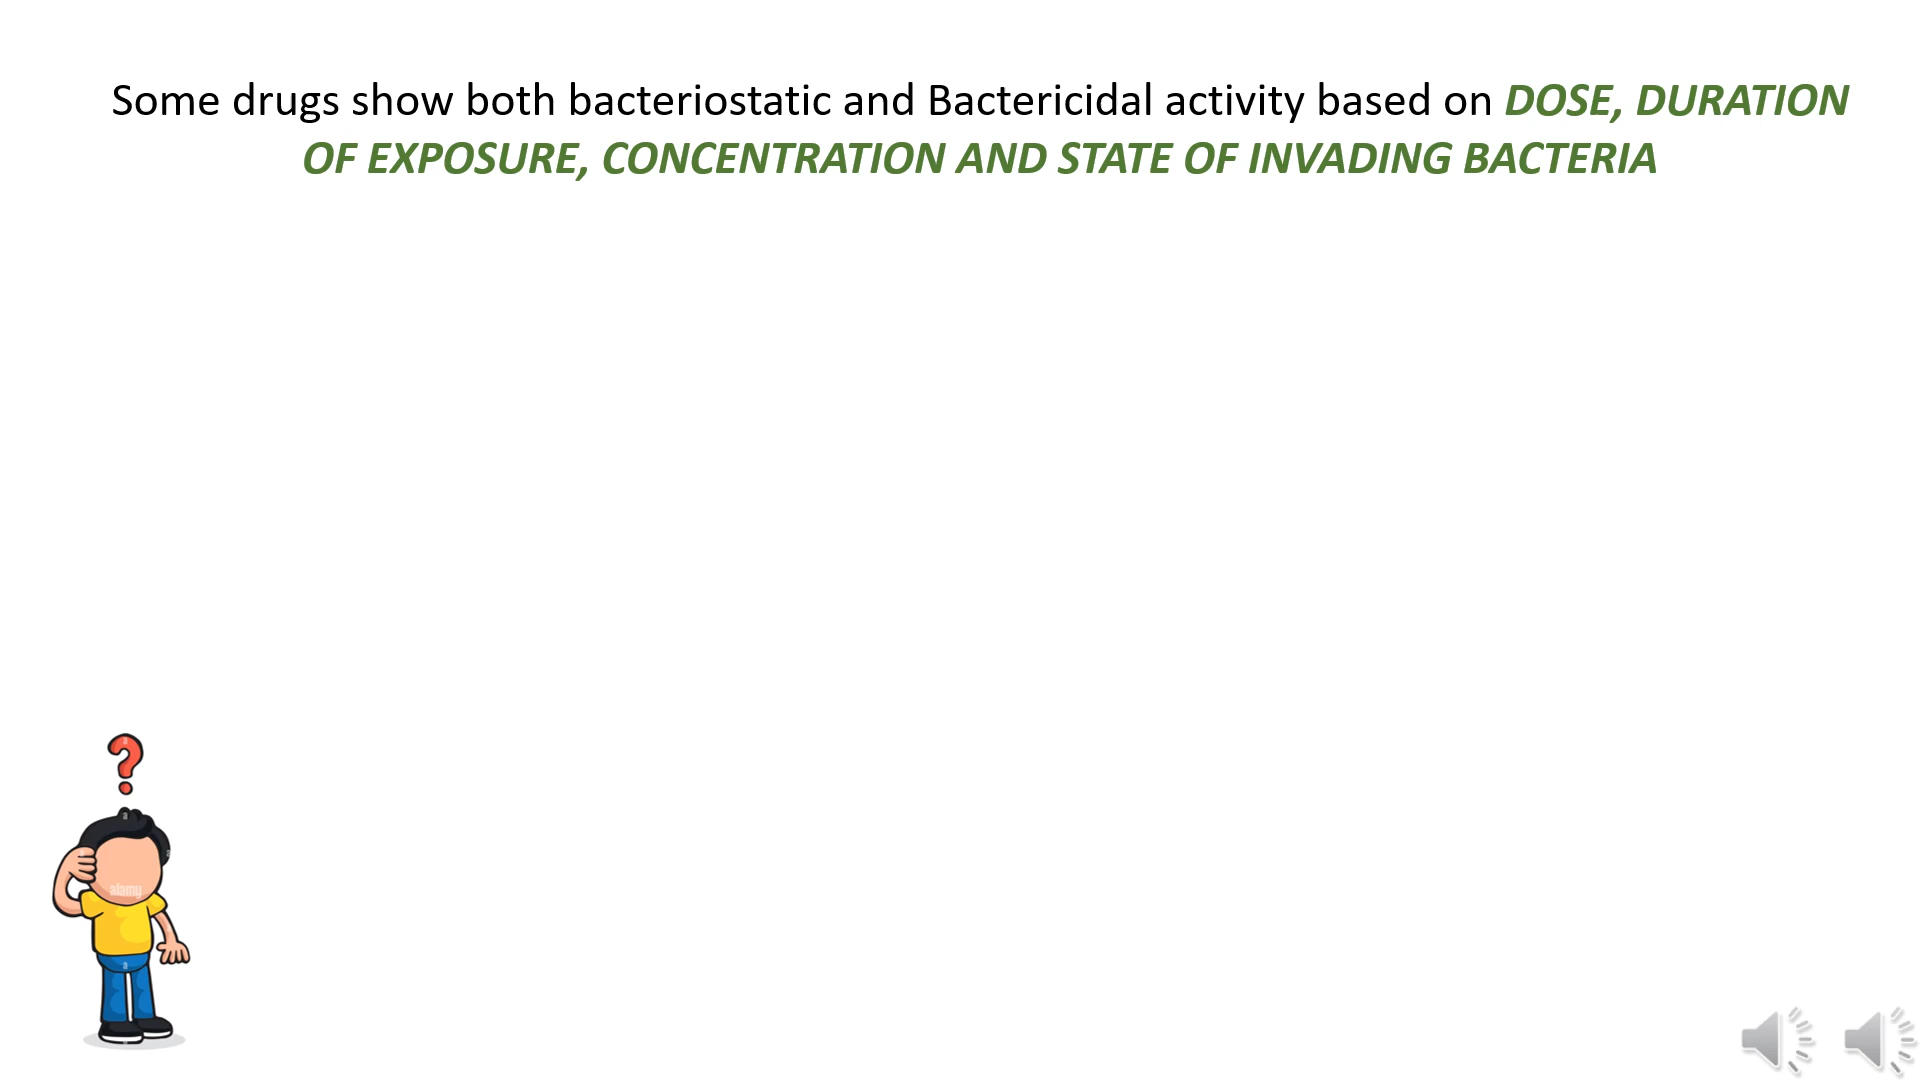 Some drugs show both bacteriostatic and Bactericidal activity based on DOSE, DURATION
OF EXPOSURE, CONCENTRATION AND STATE OF INVADING BACTERIA
?
a
a
alamy
a